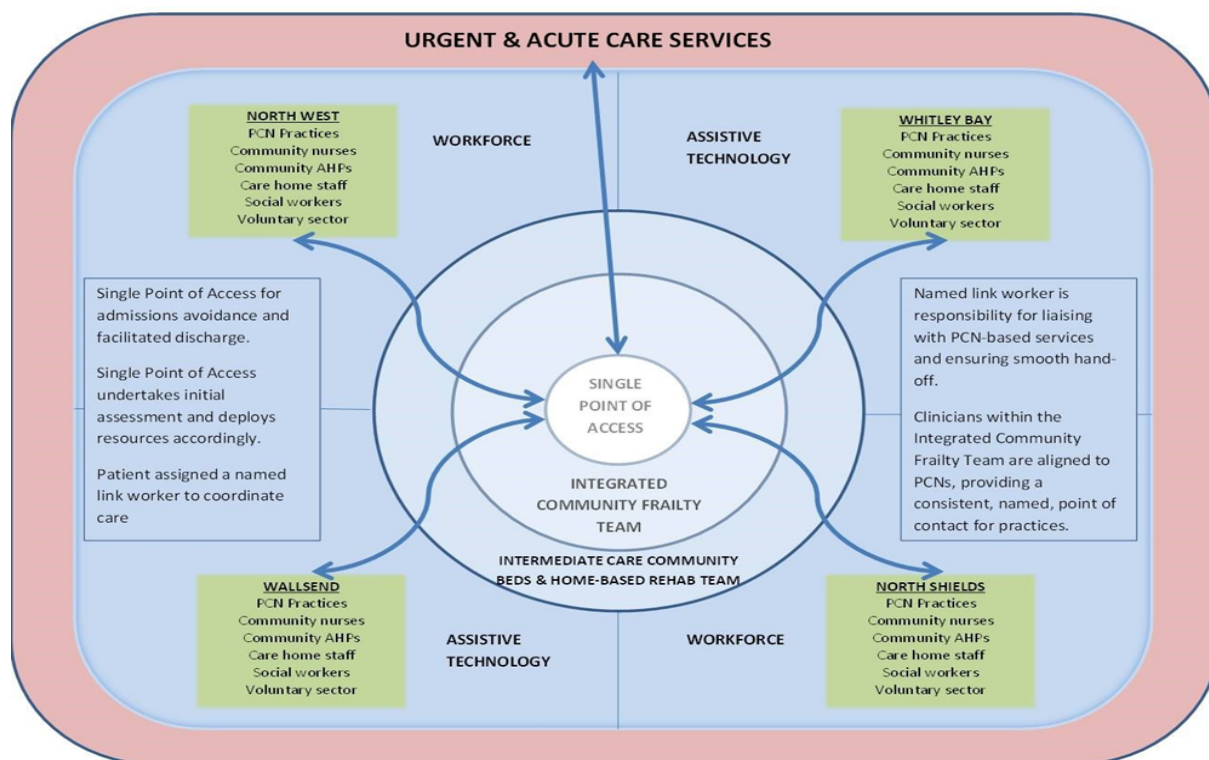 URGENT & ACUTE CARE SERVICES
NORTH WEST
PCN Practices
Community nurses
Community AHPs
Care home staff
Social workers
Voluntary sector
WORKFORCE
ASSISTIVE
TECHNOLOGY
WHITLEY BAY
PCN Practices
Community nurses
Community AHPs
Care home staff
Social workers
Voluntary sector
Single Point of Access for
admissions avoidance and
facilitated discharge.
Single Point of Access
undertakes initial
assessment and deploys
resources accordingly.
Patient assigned a named
link worker to coordinate
care
SINGLE
POINT OF
ACCESS
INTEGRATED
COMMUNITY FRAILTY
TEAM
INTERMEDIATE CARE COMMUNITY
BEDS & HOME-BASED REHAB TEAM
Named link worker is
responsibility for liaising
with PCN-based services
and ensuring smooth hand-
off.
Clinicians within the
Integrated Community
Frailty Team are aligned to
PCNs, providing a
consistent, named, point of
contact for practices.
WALLSEND
PCN Practices
Community nurses
Community AHPs
Care home staff
Social workers
Voluntary sector
ASSISTIVE
TECHNOLOGY
WORKFORCE
NORTH SHIELDS
PCN Practices
Community nurses
Community AHPs
Care home staff
Social workers
Voluntary sector